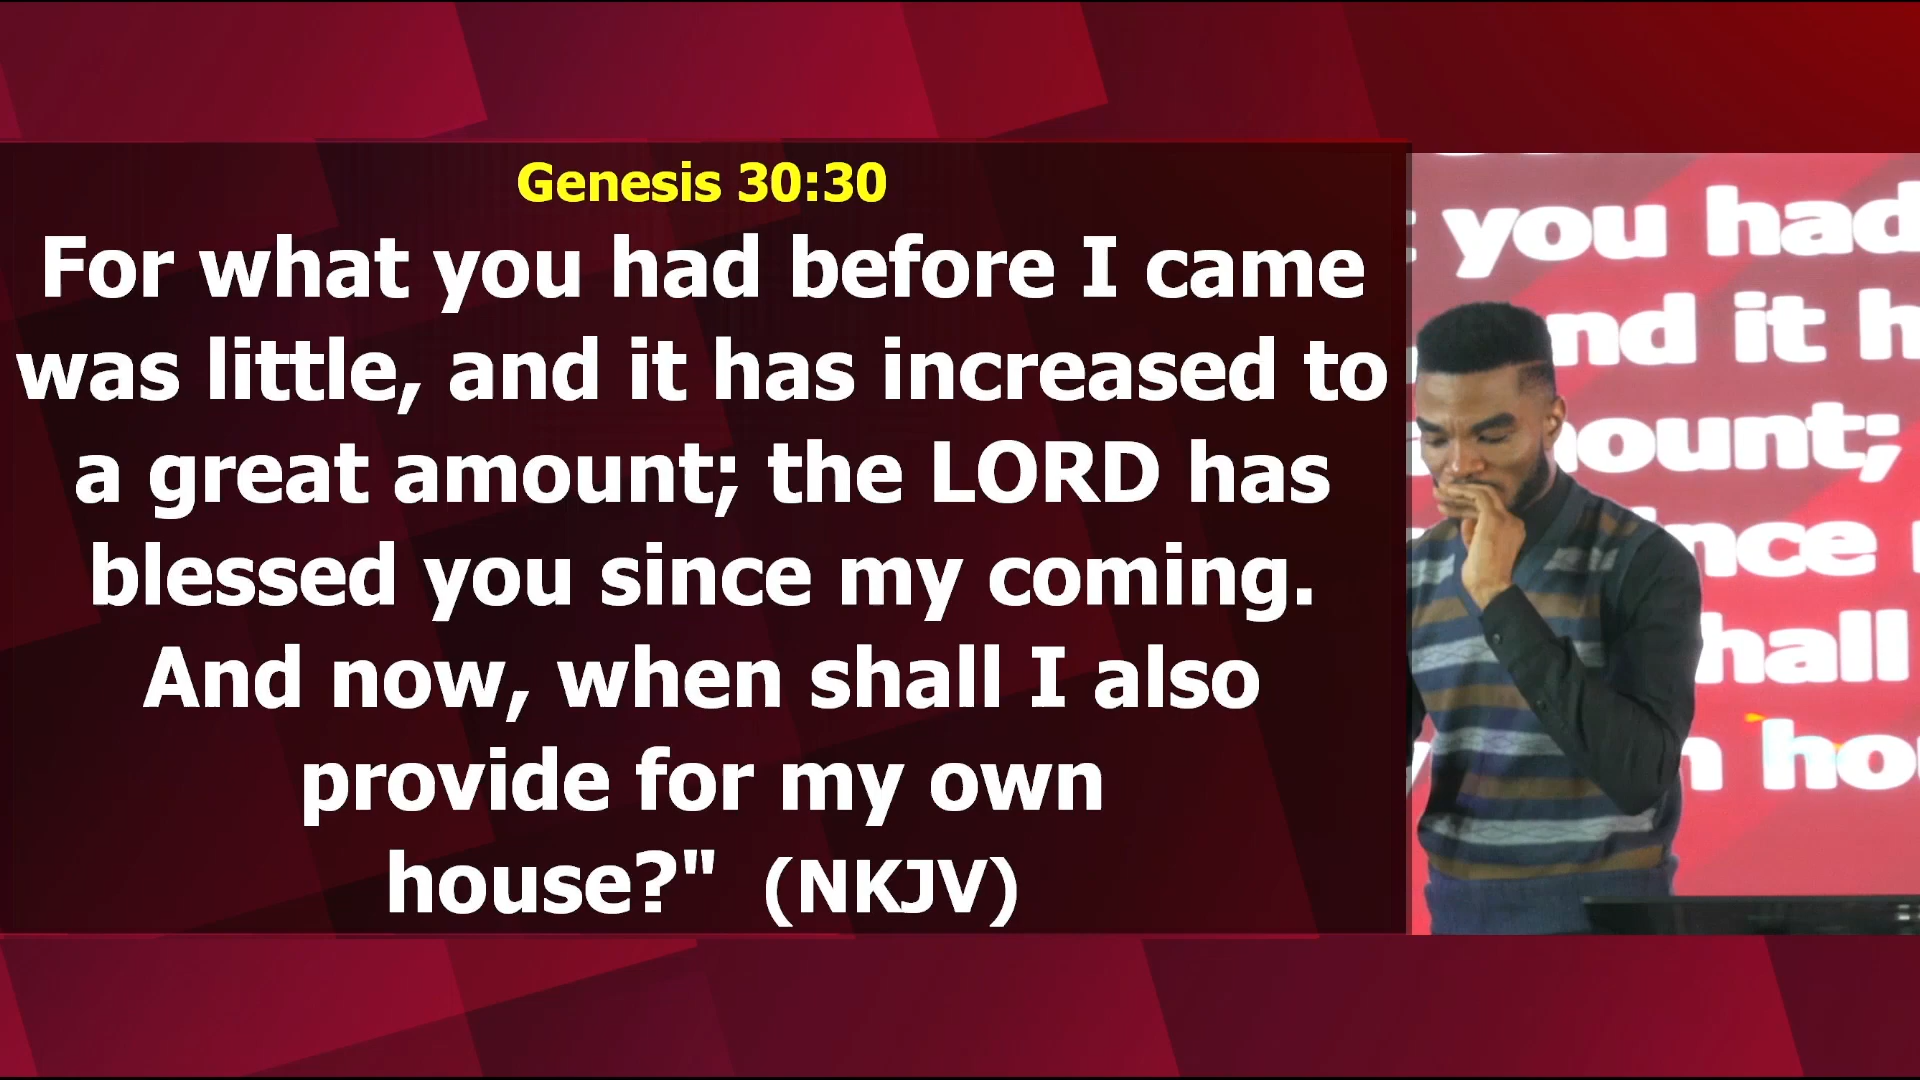 Genesis 30:30
For what you had before I came
was little, and it has increased to
a great amount; the LORD has
blessed you since my coming.
And now, when shall I also
provide for my own
house?" (NKJV)
you had
nd it h
ount;
nce
hall
n ho